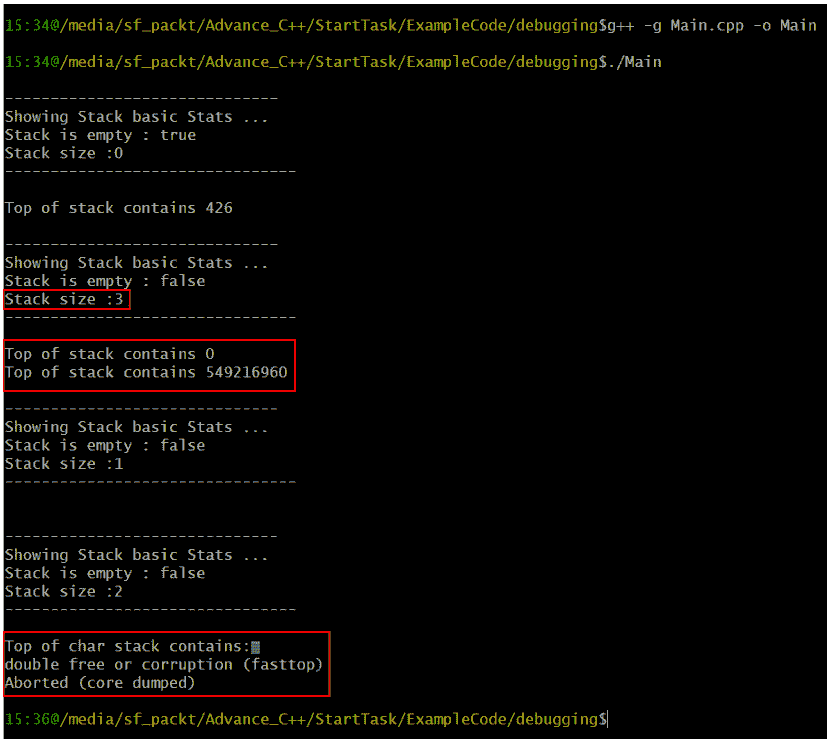 15:34@/media/sf_packt/Advance_C++/StartTask/ExampleCode/debugging$g++ -g Main.cpp -o Main
15:34@/media/sf_packt/Advance_C++/StartTask/ExampleCode/debugging$./Main
------------------------------
Showing Stack basic Stats ...
Stack is empty : true
Stack size :0
--------------------------------
Top of stack contains 426
------------------------------
Showing Stack basic Stats ...
Stack is empty : false
Stack size :3
--------------------------------
Top of stack contains 0
Top of stack contains 549216960
------------------------------
Showing Stack basic Stats ...
Stack is empty : false
Stack size :1
--------------------------------
------------------------------
Showing Stack basic Stats ...
Stack is empty : false
Stack size :2
--------------------------------
Top of char stack contains:
double free or corruption (fasttop)
Aborted (core dumped)
15:36@/media/sf_packt/Advance_C++/StartTask/ExampleCode/debugging$